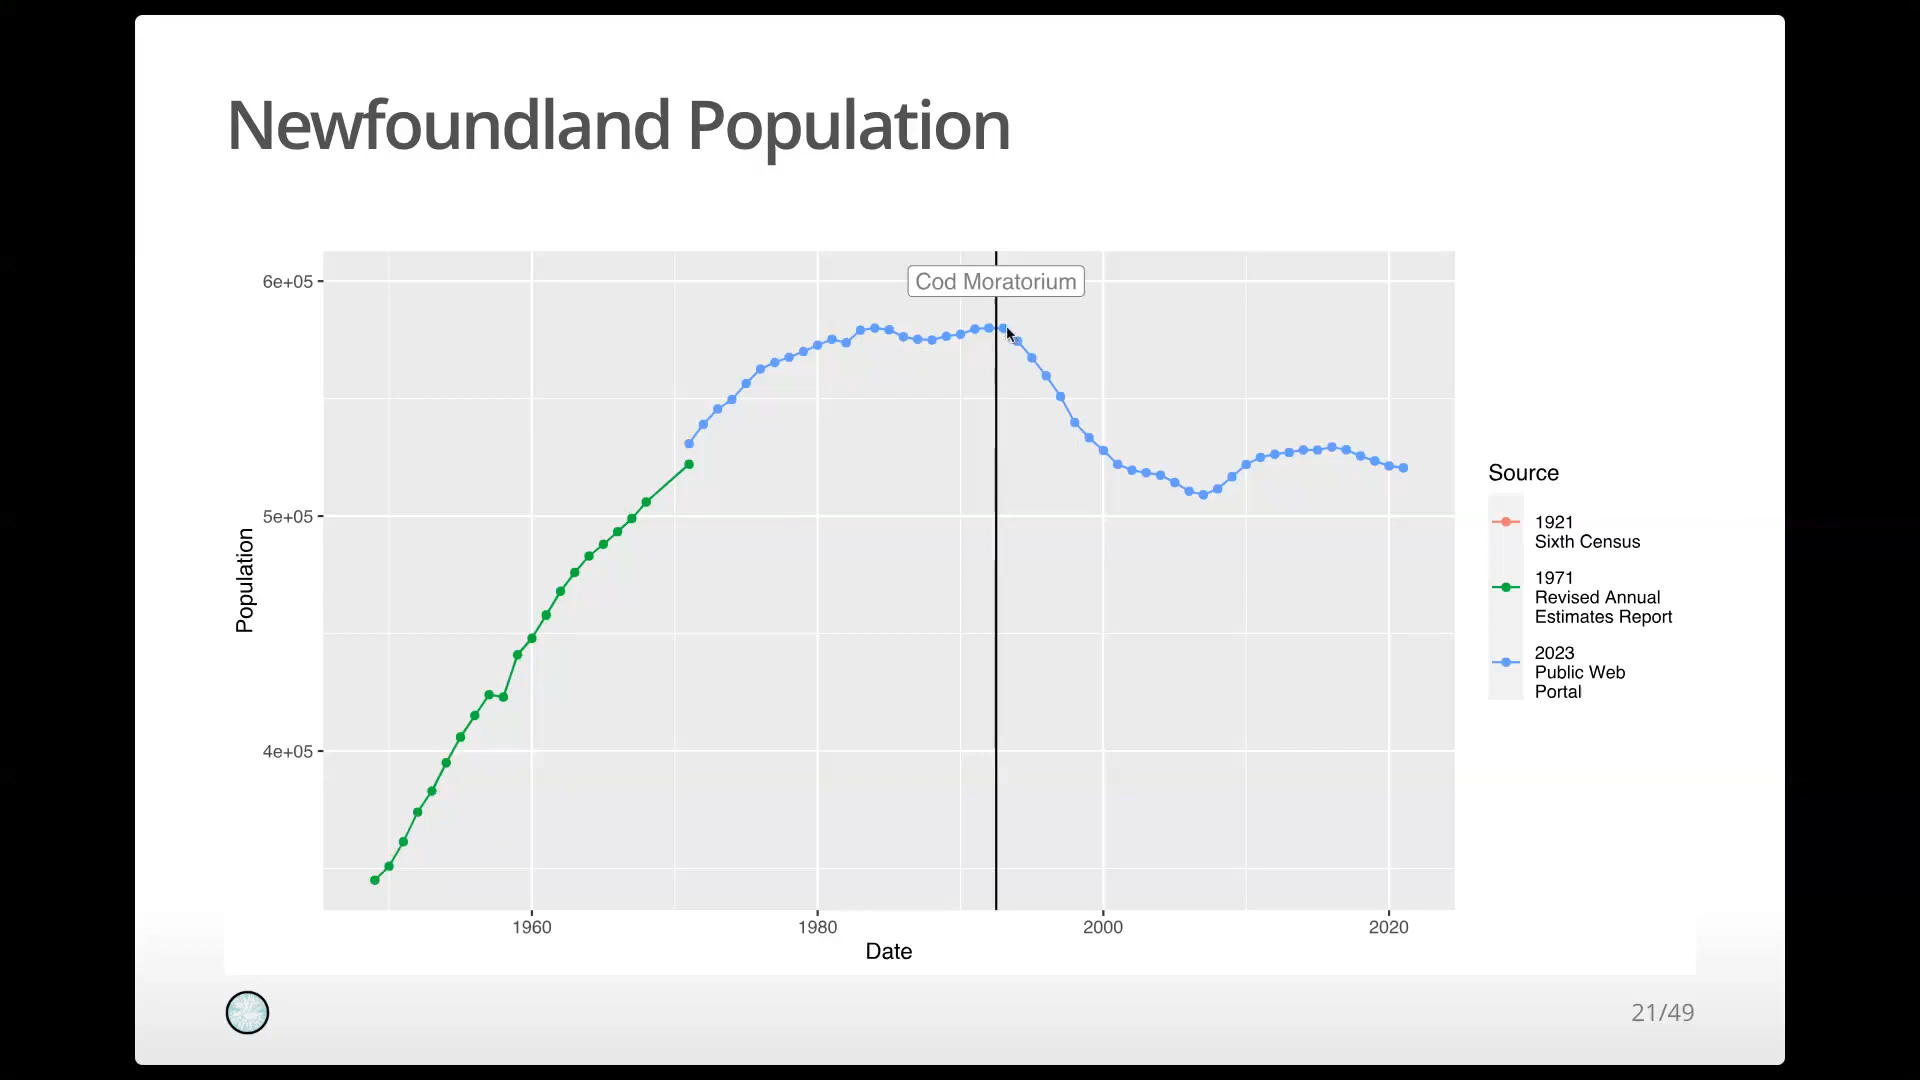 Newfoundland Population
Cod Moratorium
6e+05
5e+05
4e+05
Population
1960
1980
2000
2020
Date
Source
1921
Sixth Census
1971
Revised Annual
Estimates Report
2023
Public Web
Portal
21/49